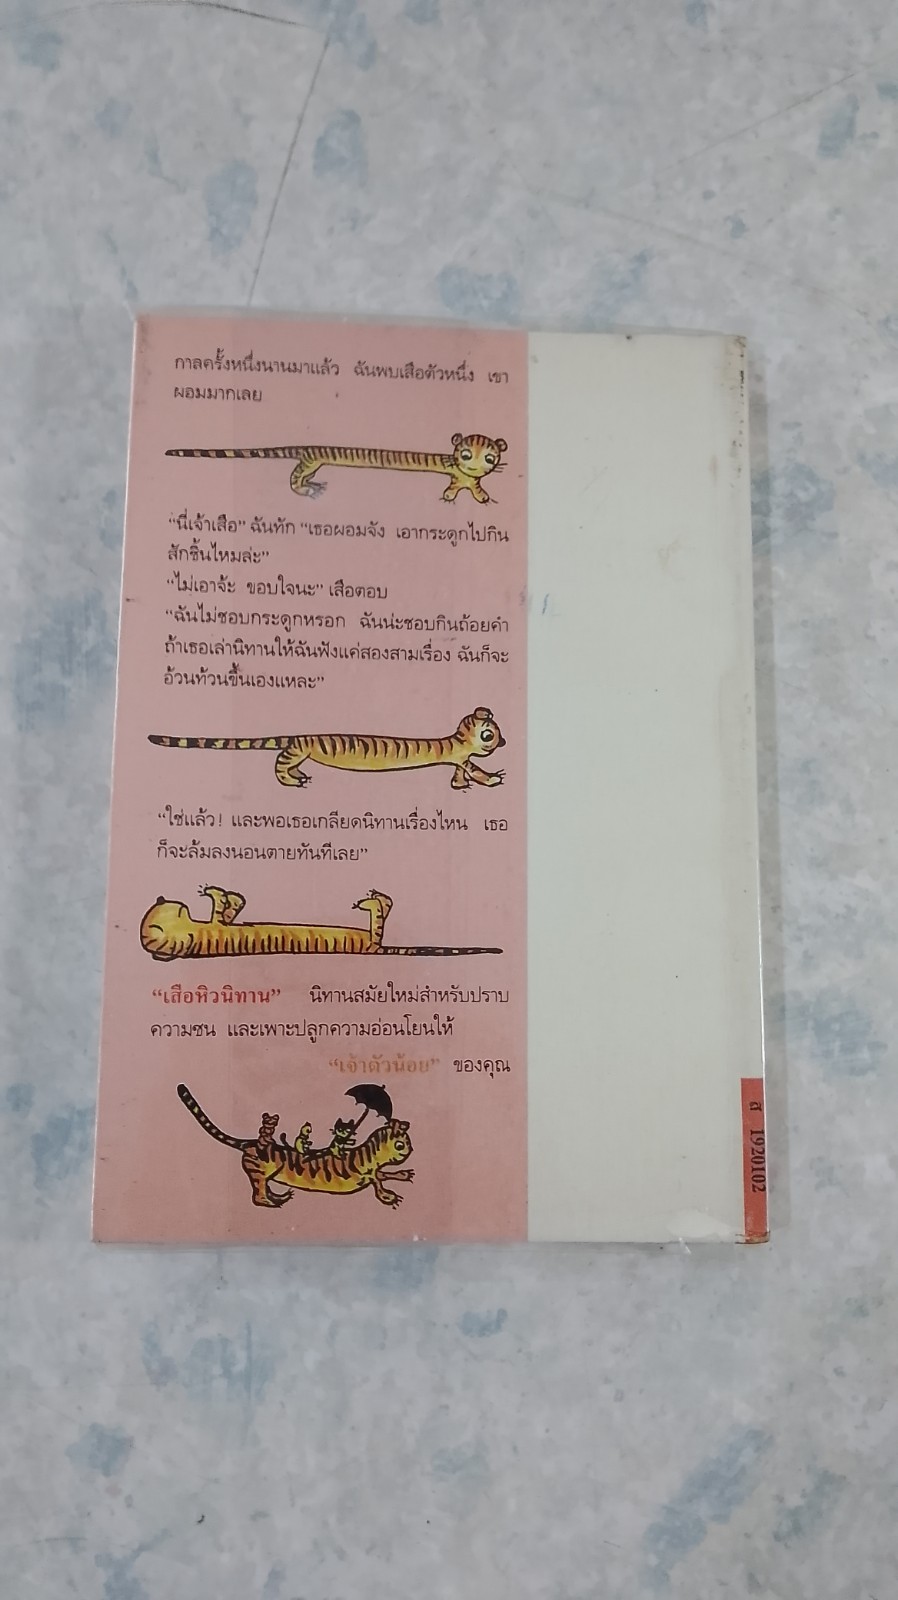 กาลครั้งหนึ่งนานมาแล้ว ฉันพบเสือตัวหนึ่ง เขา
ผอมมากเลย
“นี่เจ้าเสือ” ฉันทัก “เธอผอมจัง เอากระดูกไปกิน
สักชิ้นไหมล่ะ”
“ไม่เอาจ้ะ ขอบใจนะ” เสือตอบ
“ฉันไม่ชอบกระดูกหรอก ฉันน่ะชอบกินถ้อยคำ
ถ้าเธอเล่านิทานให้ฉันฟังแค่สองสามเรื่อง ฉันก็จะ
อ้วนท้วนขึ้นเองแหละ”
“ใช่แล้ว! และพอเธอเกลียดนิทานเรื่องไหน เธอ
ก็จะล้มลงนอนตายทันทีเลย”
“เสือหิวนิทาน” นิทานสมัยใหม่สำหรับปราบ
ความซน และเพาะปลูกความอ่อนโยนให้
“เจ้าตัวน้อย” ของคุณ
ส 1920102